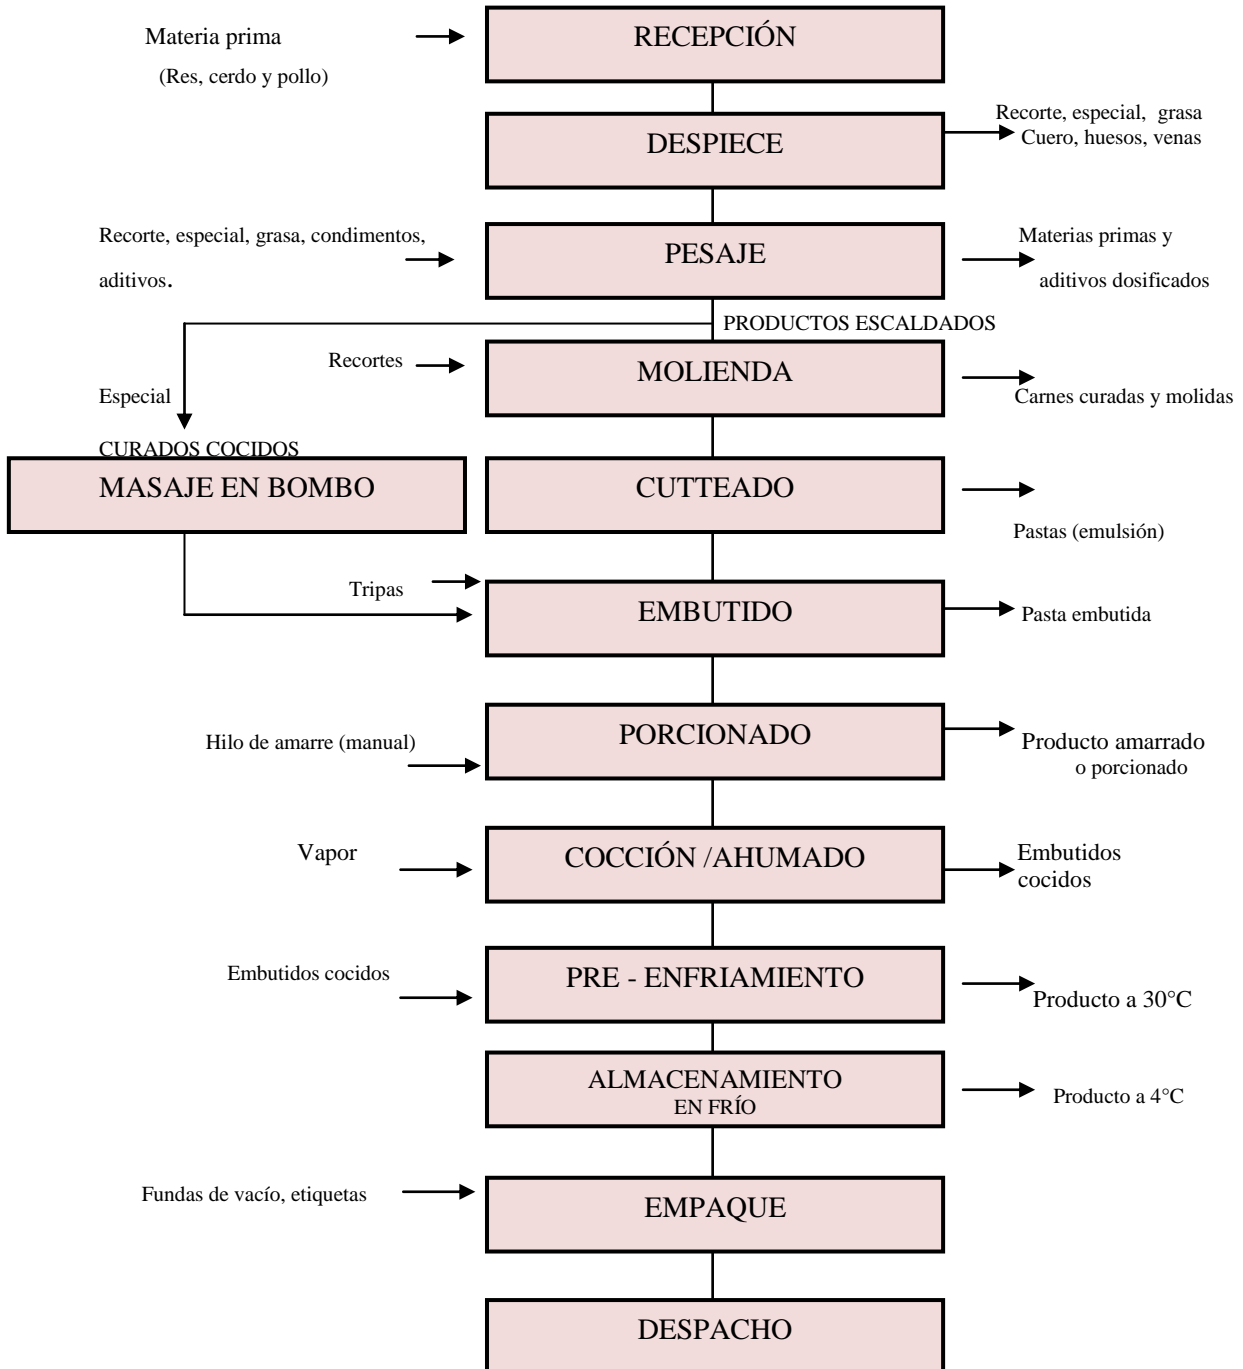 Materia prima
(Res, cerdo y pollo)
RECEPCIÓN
DESPIECE
Recorte, especial, grasa
Cuero, huesos, venas
Recorte, especial, grasa, condimentos,
aditivos.
PESAJE
Materias primas y
aditivos dosificados
PRODUCTOS ESCALDADOS
Recortes
MOLIENDA
Carnes curadas y molidas
Especial
CURADOS COCIDOS
MASAJE EN BOMBO
CUTTEADO
Pastas (emulsión)
Tripas
EMBUTIDO
Pasta embutida
Hilo de amarre (manual)
PORCIONADO
Producto amarrado
o porcionado
Vapor
COCCIÓN /AHUMADO
Embutidos
cocidos
Embutidos cocidos
PRE - ENFRIAMIENTO
Producto a 30°C
ALMACENAMIENTO
EN FRÍO
Producto a 4°C
Fundas de vacío, etiquetas
EMPAQUE
DESPACHO